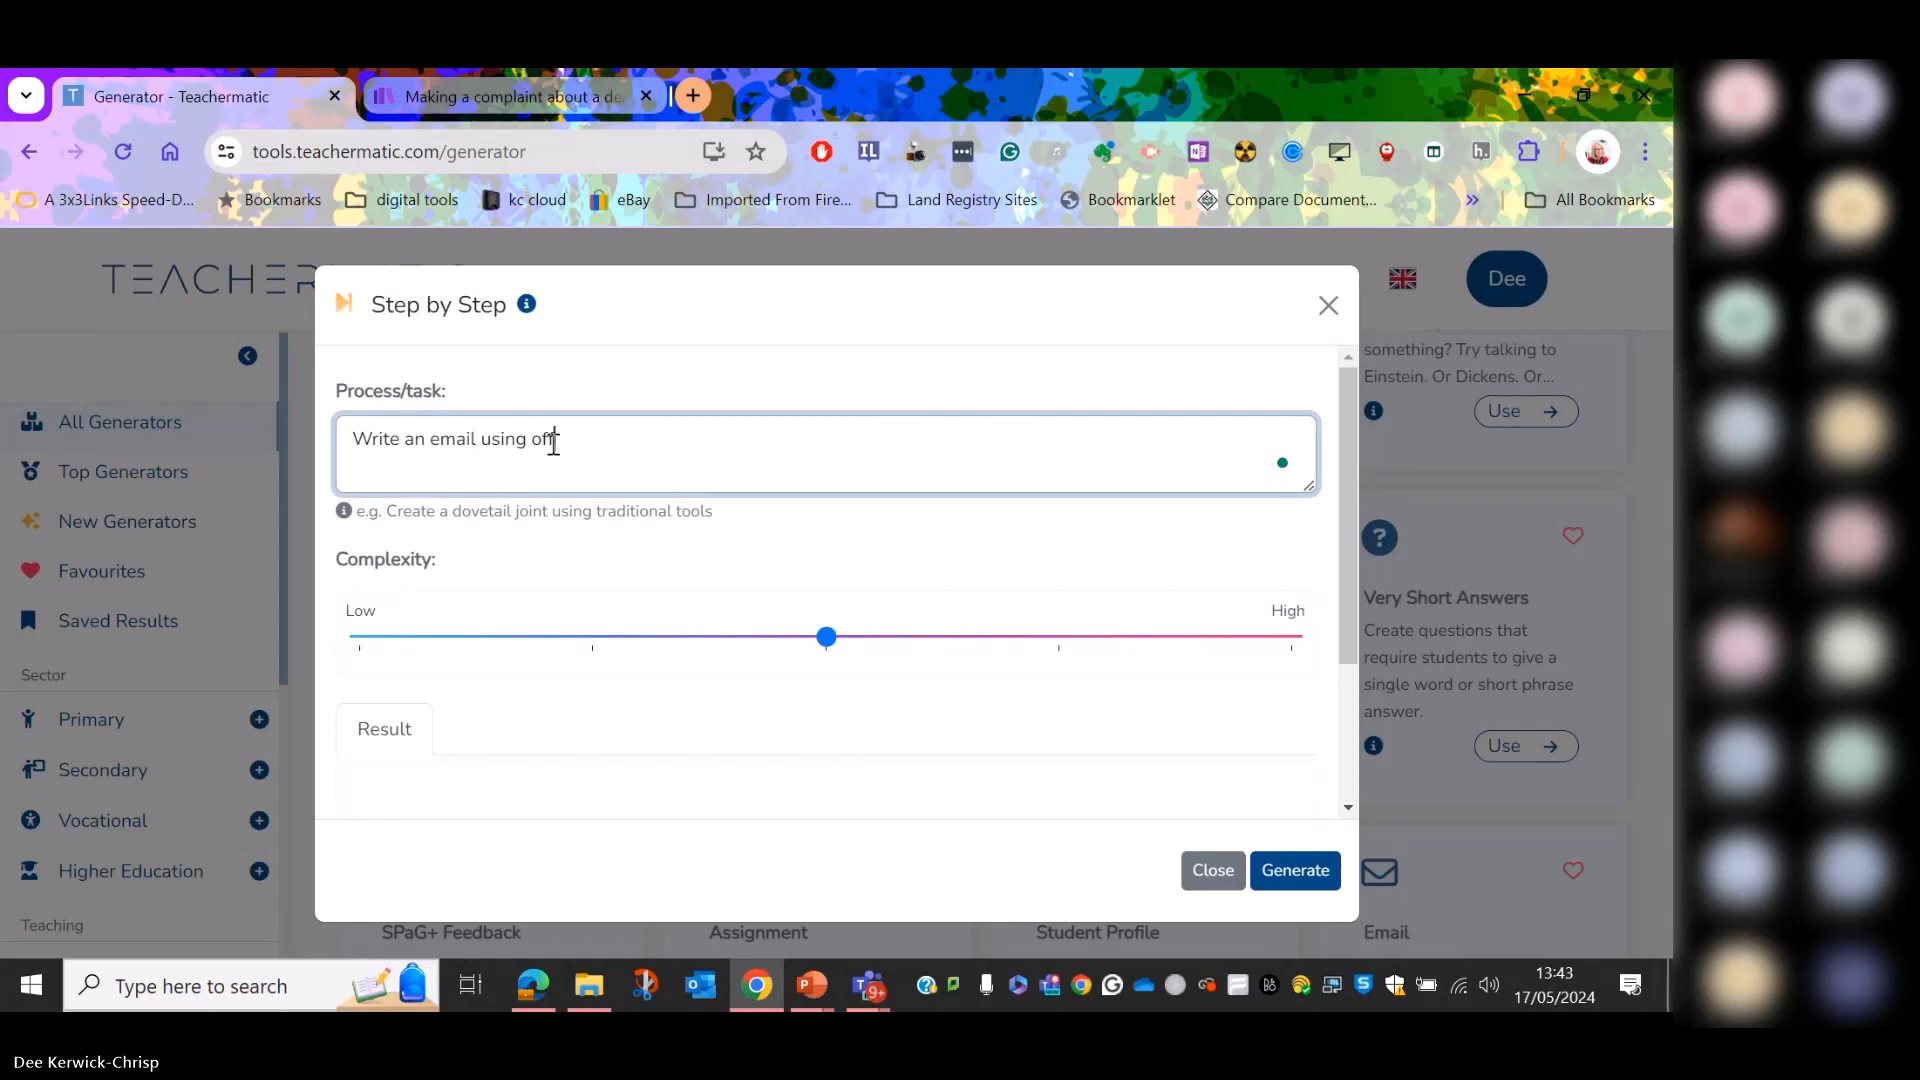 Generator - Teachermatic
Making a complaint about a de
tools.teachermatic.com/generator
A 3x3Links Speed-D...
Bookmarks
digital tools
kc cloud
eBay
Imported From Fire...
Land Registry Sites
Bookmarklet
Compare Document,...
All Bookmarks
Dee
Step by Step
Process/task:
Write an email using off
e.g. Create a dovetail joint using traditional tools
Complexity:
Low
High
Result
Close
Generate
All Generators
Top Generators
New Generators
Favourites
Saved Results
Sector
Primary
Secondary
Vocational
Higher Education
Teaching
something? Try talking to
Einstein. Or Dickens. Or...
Use
Very Short Answers
Create questions that
require students to give a
single word or short phrase
answer.
Use
SPaG+ Feedback
Assignment
Student Profile
Email
Type here to search
13:43
17/05/2024
Dee Kerwick-Chrisp